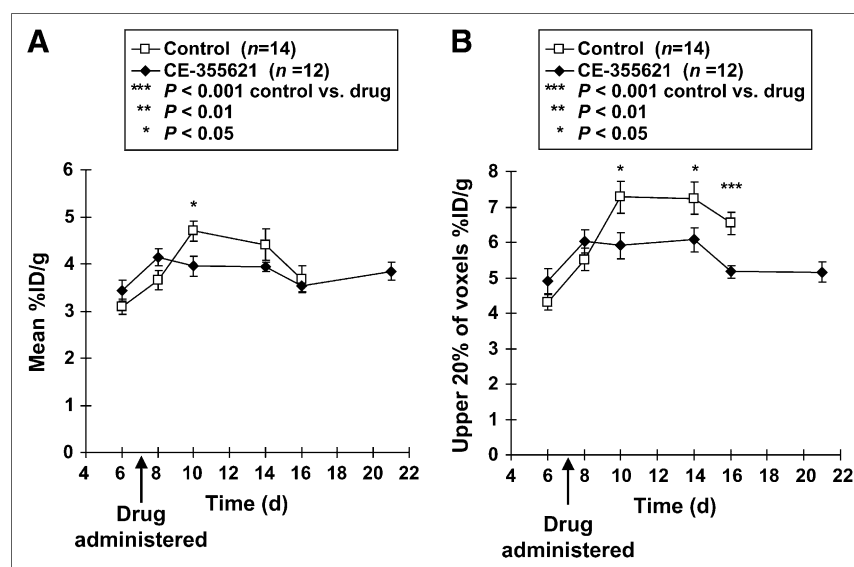 A
Control (n=14)
CE-355621 (n =12)
*** P < 0.001 control vs. drug
** P < 0.01
* P < 0.05
Mean %ID/g
6
5
4
3
2
1
0
*
4 6 8 10 12 14 16 18 20 22
Time (d)
Drug
administered
B
Control (n=14)
CE-355621 (n =12)
*** P < 0.001 control vs. drug
** P < 0.01
* P < 0.05
Upper 20% of voxels %ID/g
8
7
6
5
4
3
2
1
0
* * ***
4 6 8 10 12 14 16 18 20 22
Time (d)
Drug
administered